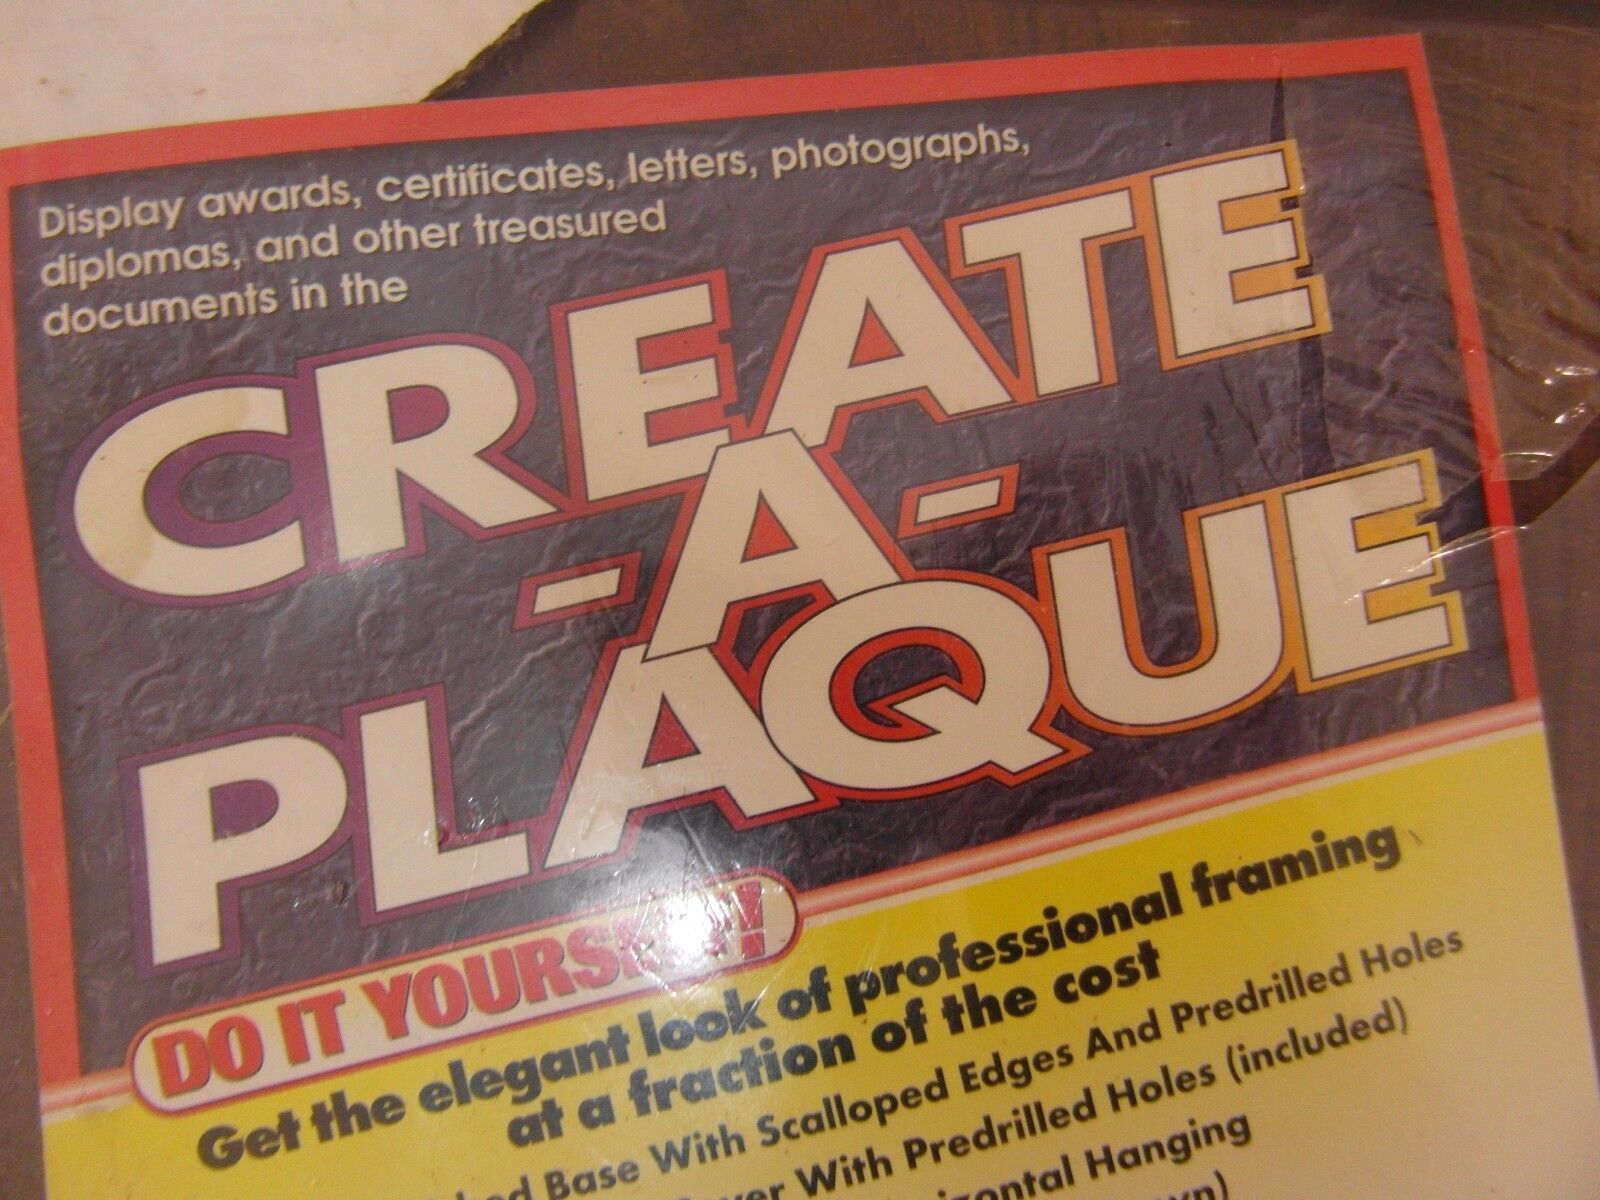 Display awards, certificates, letters, photographs,
diplomas, and other treasured
documents in the
CREATE
-A-
PLAQUE
DO IT YOURSELF!
Get the elegant look of professional framing
at a fraction of the cost
Base With Scalloped Edges And Predrilled Holes
With Predrilled Holes (included)
Hanging